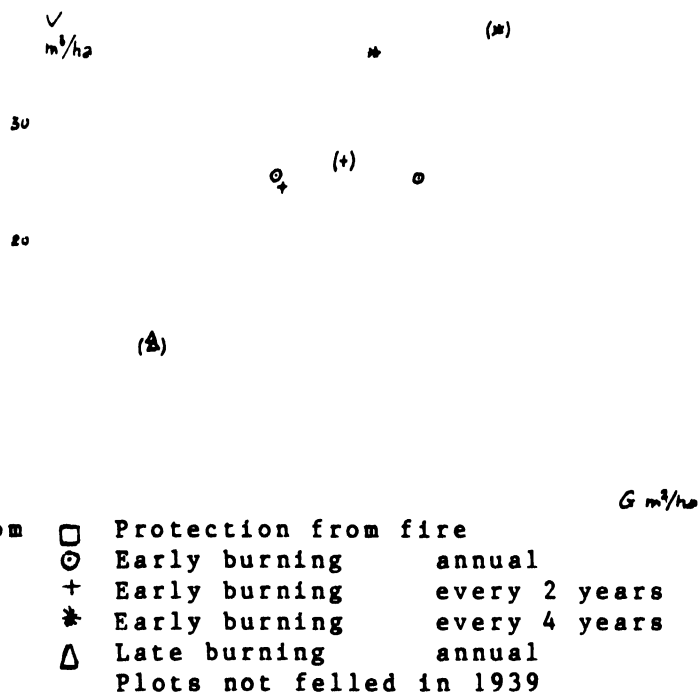 V
m³/ha
(*)
*
30
(+)
+
20
(Δ)
G m²/ha
om □ Protection from fire
⊙ Early burning annual
+ Early burning every 2 years
* Early burning every 4 years
Δ Late burning annual
Plots not felled in 1939